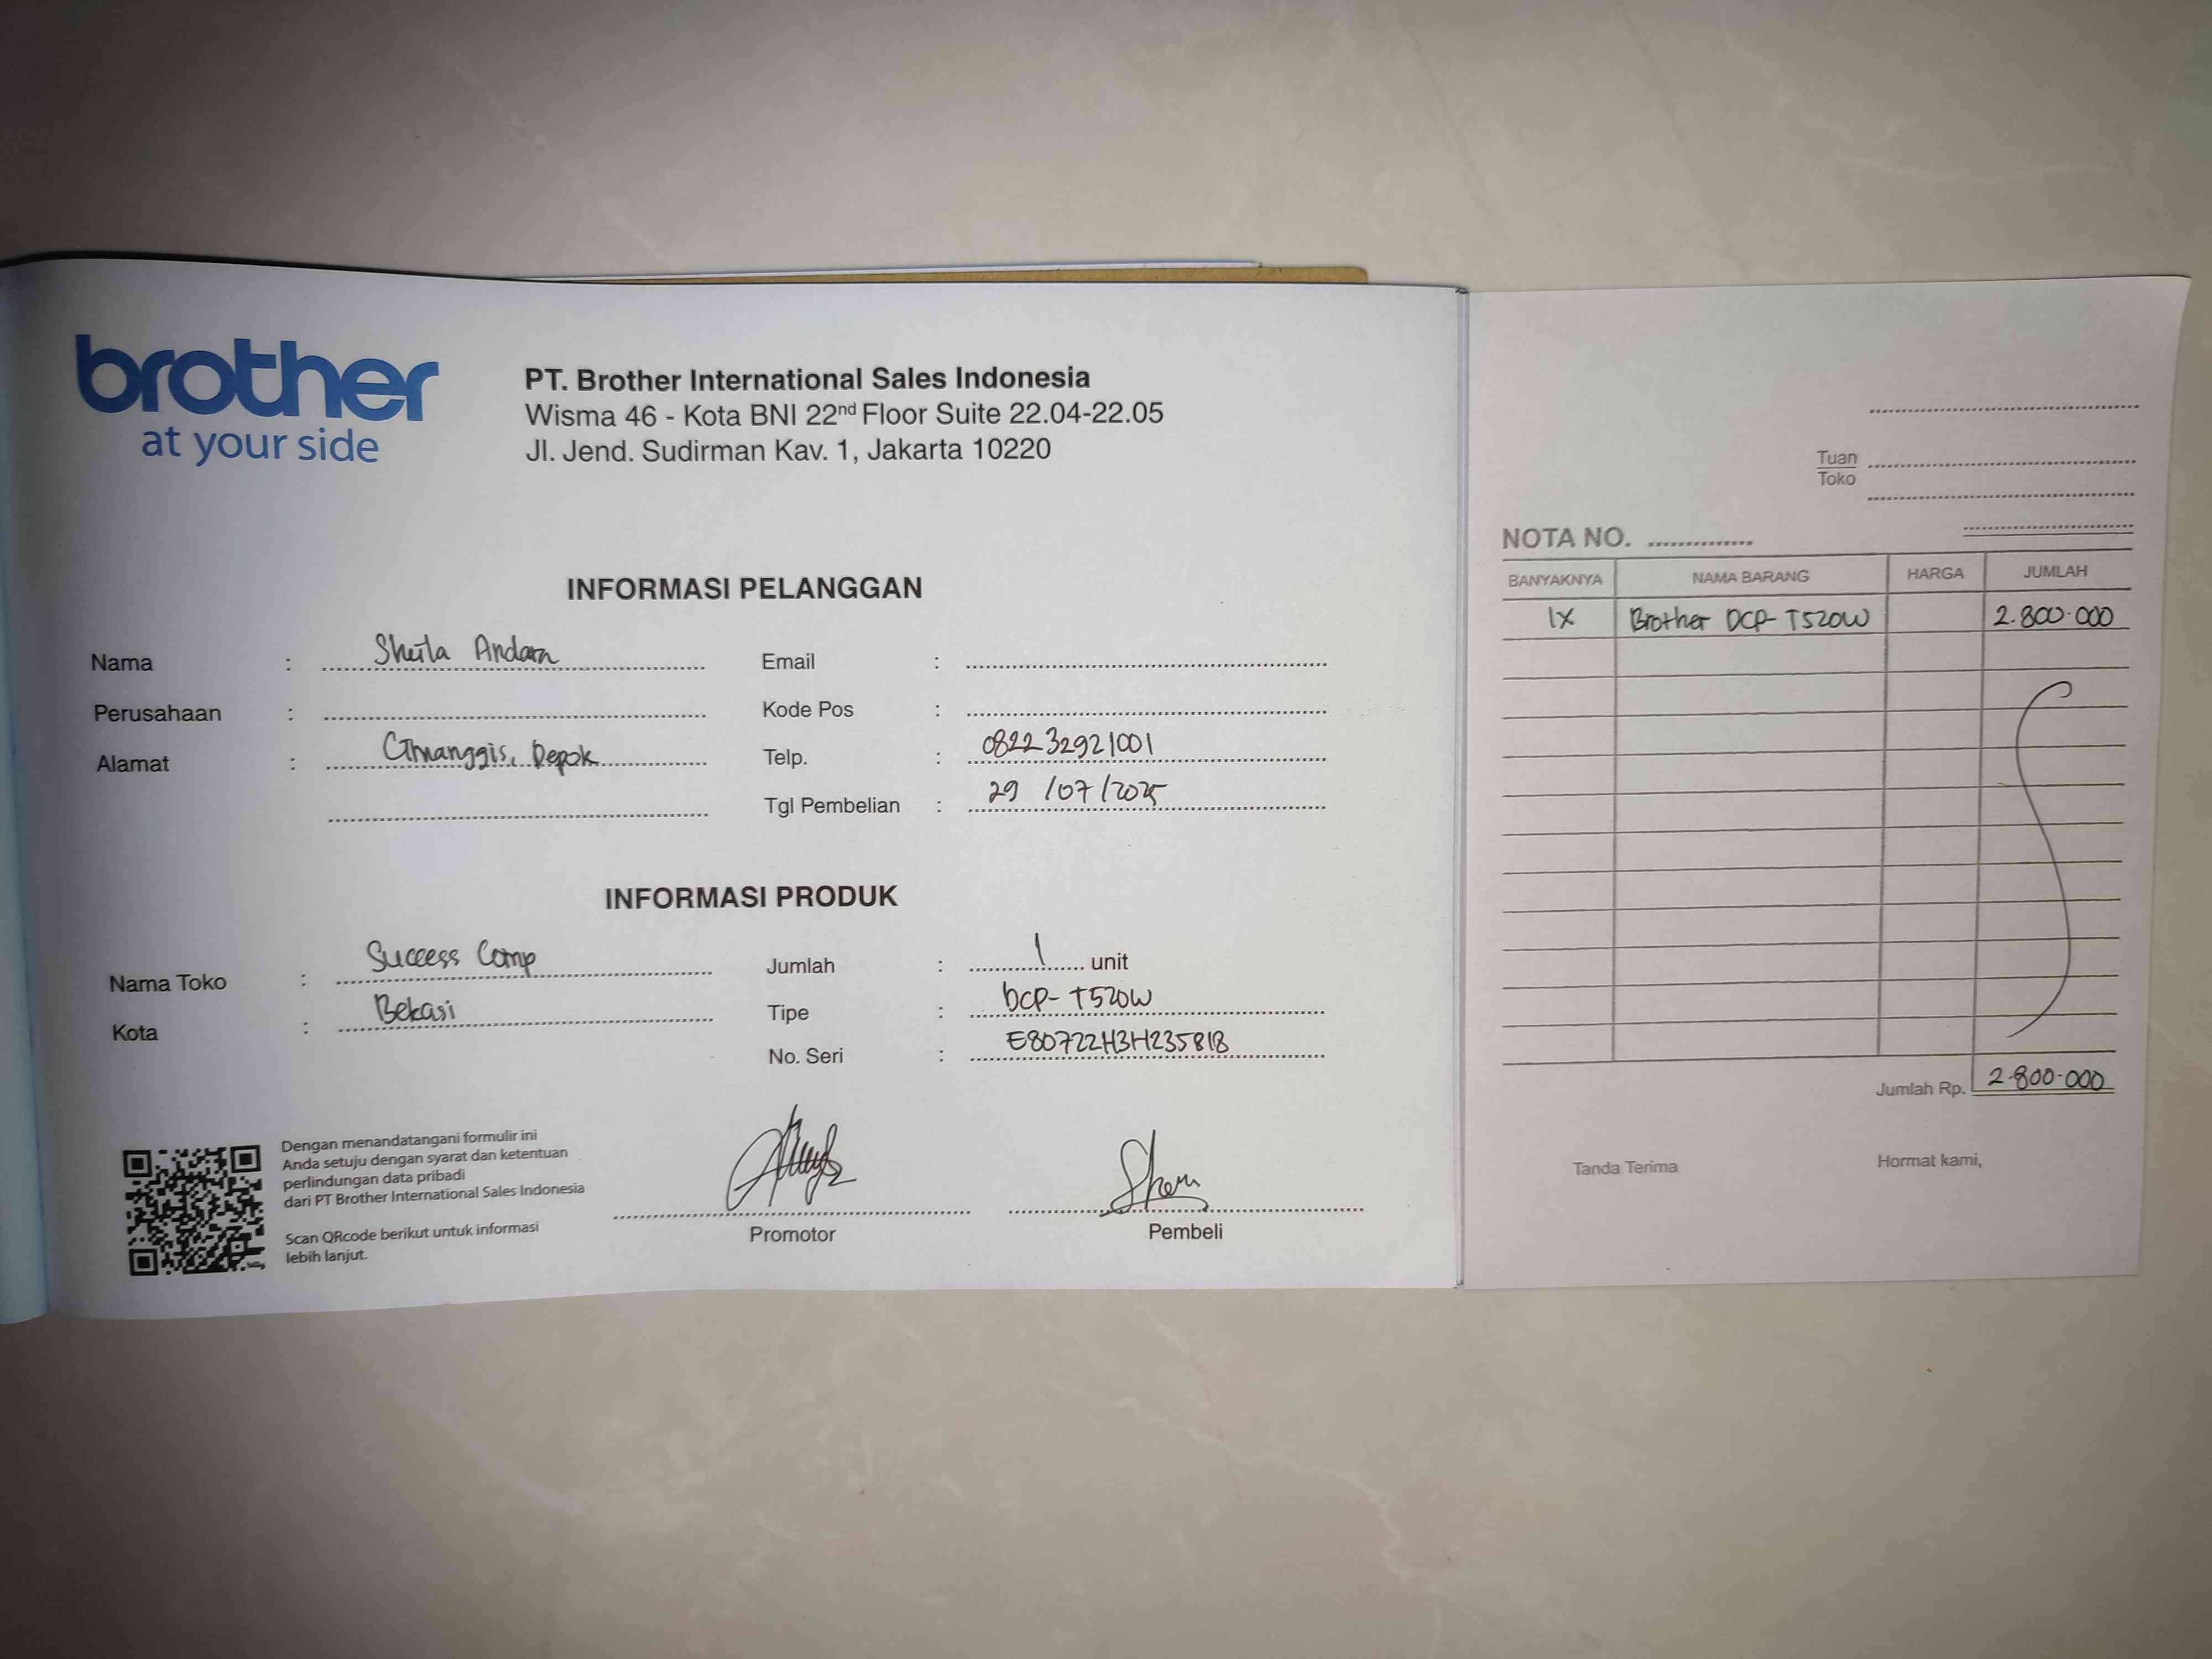 brother
at your side
PT. Brother International Sales Indonesia
Wisma 46 - Kota BNI 22nd Floor Suite 22.04-22.05
Jl. Jend. Sudirman Kav. 1, Jakarta 10220
INFORMASI PELANGGAN
Nama : Sheila Andara
Perusahaan :
Alamat : Cimanggis, Depok
Email :
Kode Pos :
Telp. : 082232921001
Tgl Pembelian : 29 /07/2025
INFORMASI PRODUK
Nama Toko : Success Comp
Kota : Bekasi
Jumlah : 1 unit
Tipe : DCP-T520W
No. Seri : E80722H3H235818
Dengan menandatangani formulir ini
Anda setuju dengan syarat dan ketentuan
perlindungan data pribadi
dari PT Brother International Sales Indonesia
Scan QRcode berikut untuk informasi
lebih lanjut.
Promotor
Pembeli
Tuan
Toko
NOTA NO.
BANYAKNYA NAMA BARANG HARGA JUMLAH
1X Brother DCP-T520W 2.800.000
Jumlah Rp. 2.800.000
Tanda Terima Hormat kami,